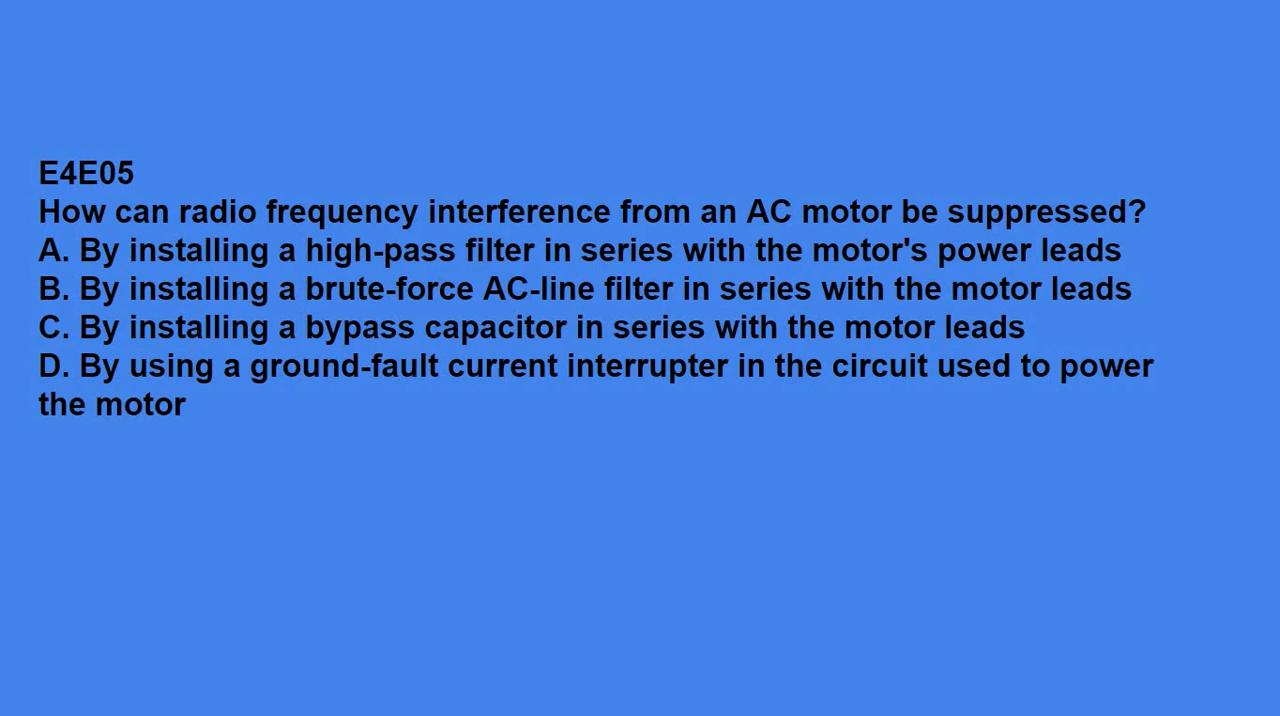 E4E05
How can radio frequency interference from an AC motor be suppressed?
A. By installing a high-pass filter in series with the motor's power leads
B. By installing a brute-force AC-line filter in series with the motor leads
C. By installing a bypass capacitor in series with the motor leads
D. By using a ground-fault current interrupter in the circuit used to power
the motor